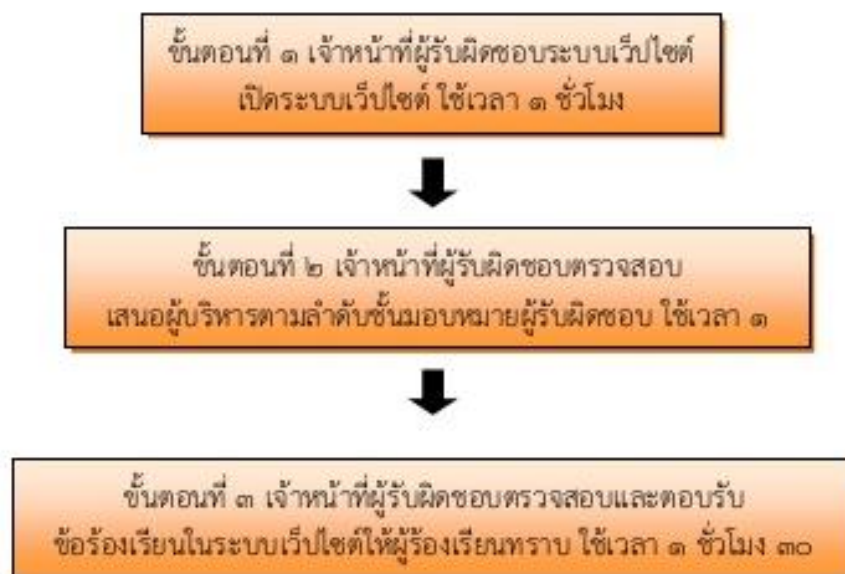 ขั้นตอนที่ ๑ เจ้าหน้าที่ผู้รับผิดชอบระบบเว็ปไซต์
เปิดระบบเว็ปไซต์ ใช้เวลา ๑ ชั่วโมง
ขั้นตอนที่ ๒ เจ้าหน้าที่ผู้รับผิดชอบตรวจสอบ
เสนอผู้บริหารตามลำดับชั้นมอบหมายผู้รับผิดชอบ ใช้เวลา ๑
ขั้นตอนที่ ๓ เจ้าหน้าที่ผู้รับผิดชอบตรวจสอบและตอบรับ
ข้อร้องเรียนในระบบเว็ปไซต์ให้ผู้ร้องเรียนทราบ ใช้เวลา ๑ ชั่วโมง ๓๐